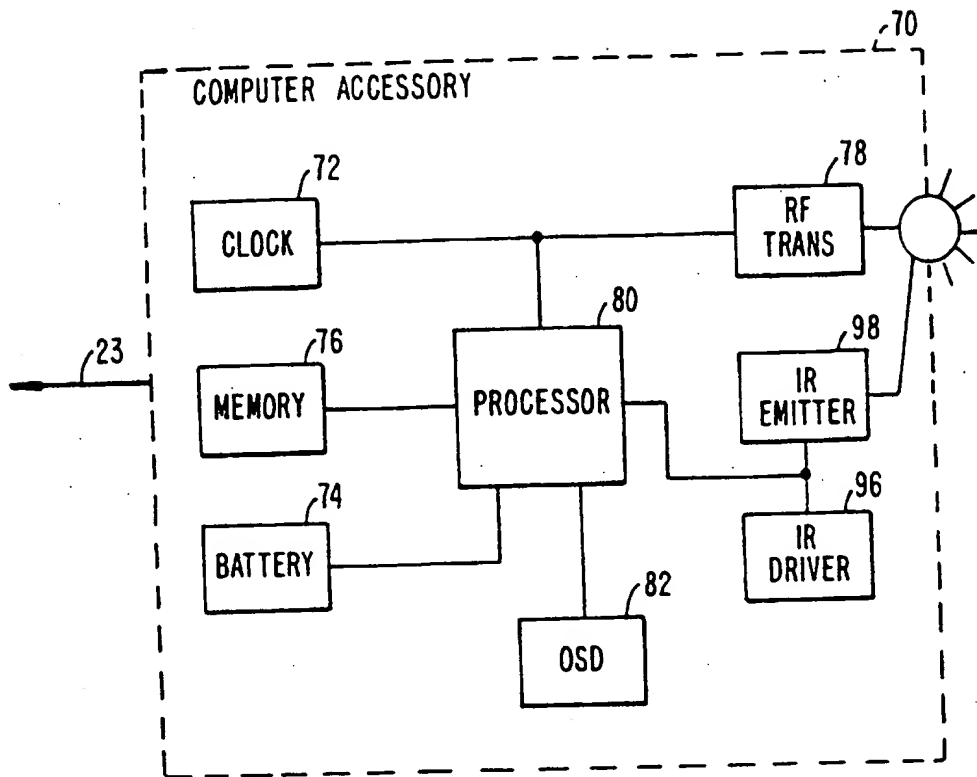 70
COMPUTER ACCESSORY
72
CLOCK
78
RF
TRANS
80
PROCESSOR
23
76
MEMORY
98
IR
EMITTER
74
BATTERY
96
IR
DRIVER
82
OSD